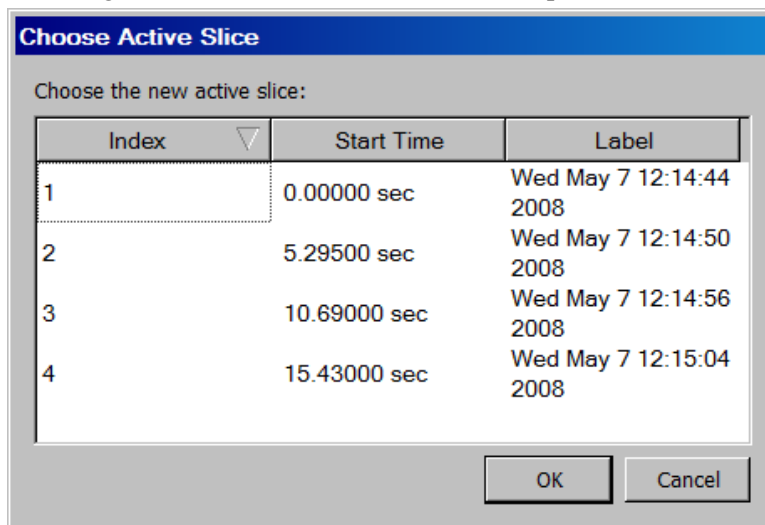 Choose Active Slice
Choose the new active slice:
Index Start Time Label
1 0.00000 sec Wed May 7 12:14:44
2008
2 5.29500 sec Wed May 7 12:14:50
2008
3 10.69000 sec Wed May 7 12:14:56
2008
4 15.43000 sec Wed May 7 12:15:04
2008
OK Cancel